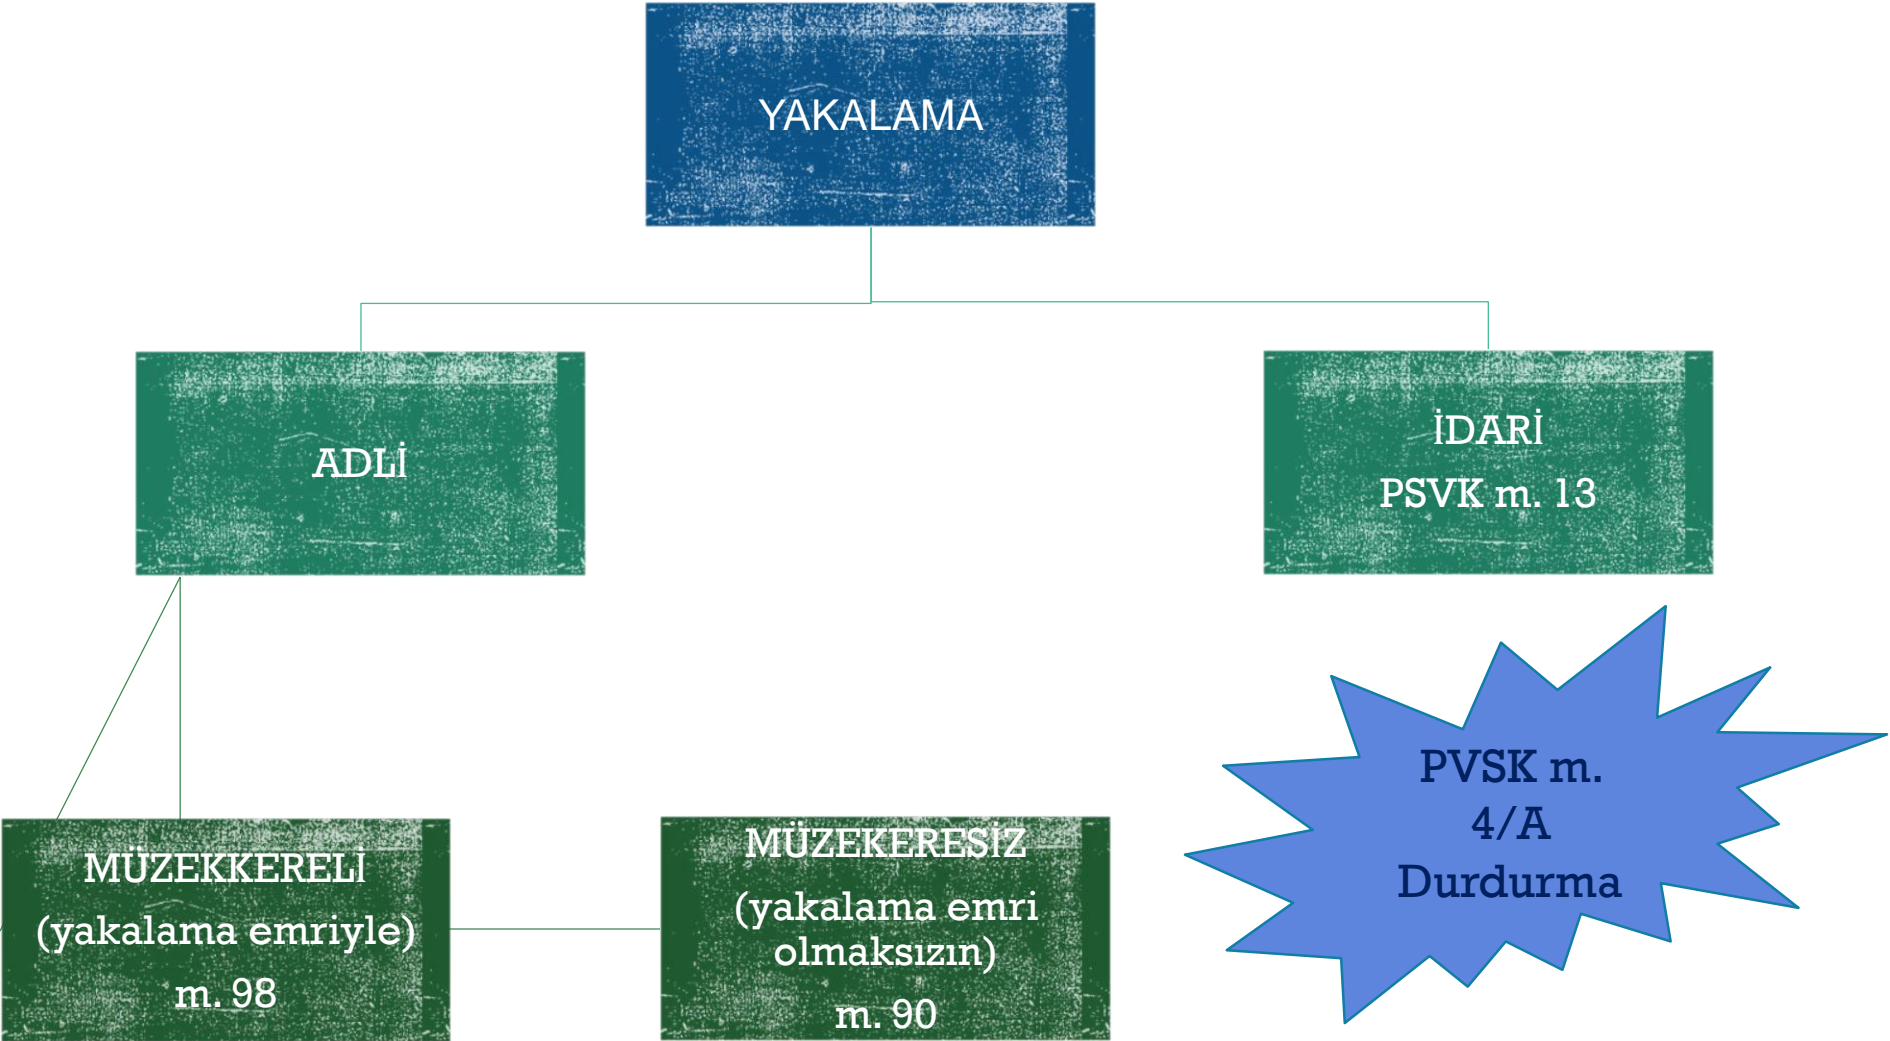 YAKALAMA
ADLİ
İDARİ
PSVK m. 13
PVSK m.
4/A
Durdurma
MÜZEKKERELİ
(yakalama emriyle)
m. 98
MÜZEKERESİZ
(yakalama emri
olmaksızın)
m. 90